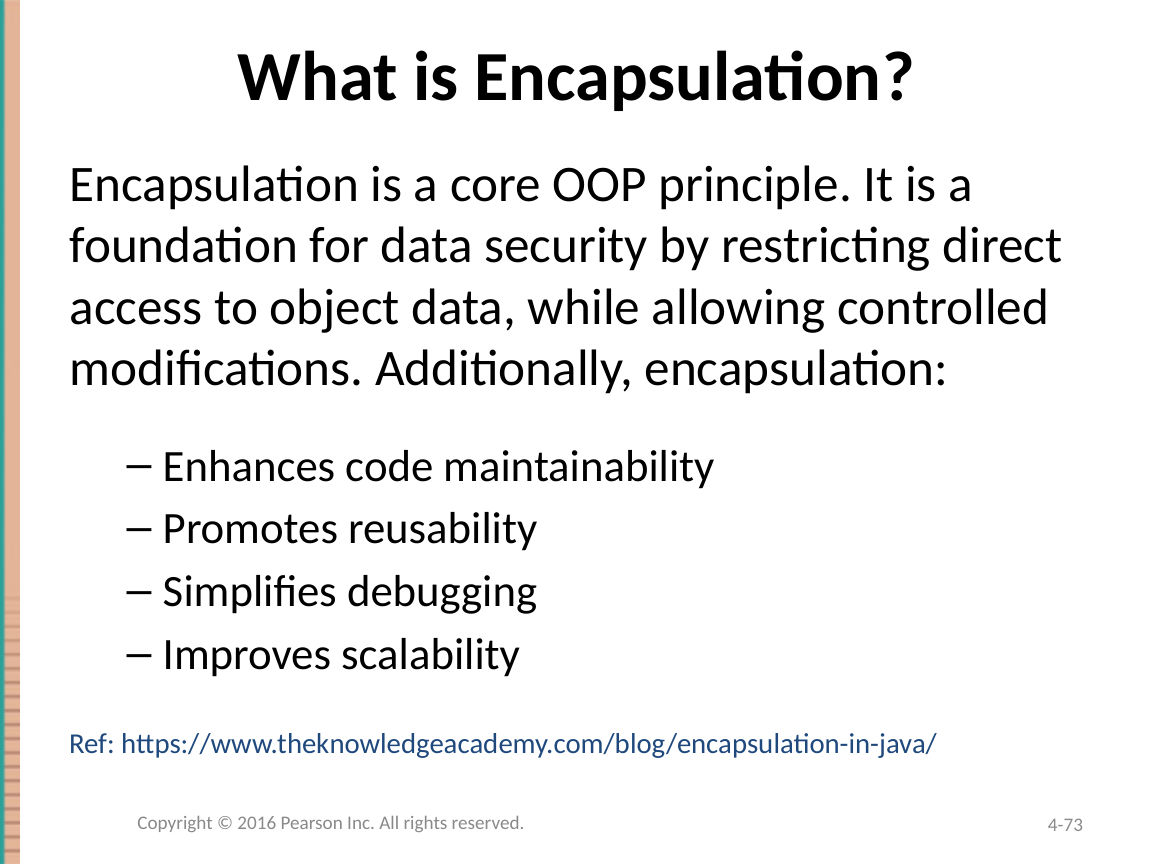 What is Encapsulation?
Encapsulation is a core OOP principle. It is a
foundation for data security by restricting direct
access to object data, while allowing controlled
modifications. Additionally, encapsulation:
– Enhances code maintainability
– Promotes reusability
– Simplifies debugging
– Improves scalability
Ref: https://www.theknowledgeacademy.com/blog/encapsulation-in-java/
Copyright © 2016 Pearson Inc. All rights reserved.
4-73